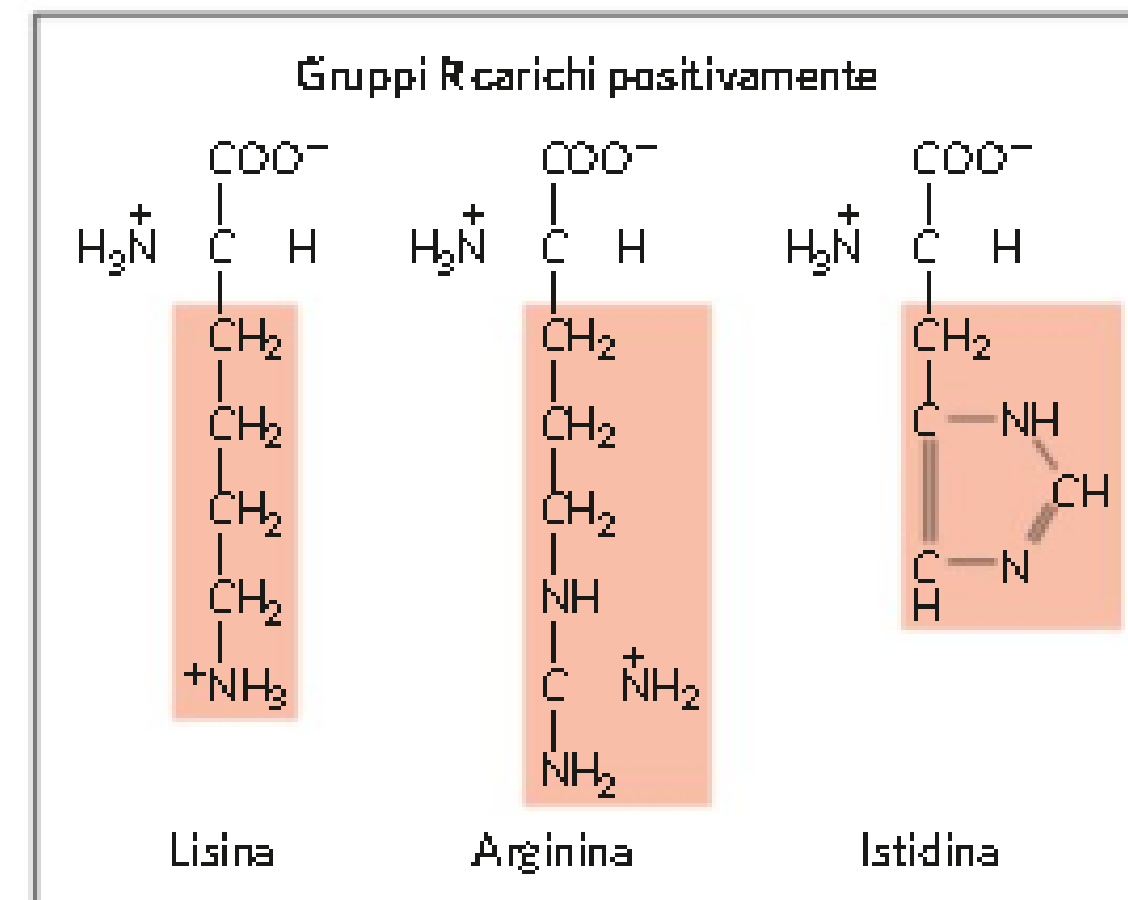 Gruppi R carichi positivamente
COO⁻ COO⁻ COO⁻
H₃N⁺ C H H₃N⁺ C H H₃N⁺ C H
CH₂ CH₂ CH₂
CH₂ CH₂ C NH
CH₂ CH₂ CH
CH₂ NH C N
H
⁺NH₃ C N⁺H₂
NH₂
Lisina Arginina Istidina